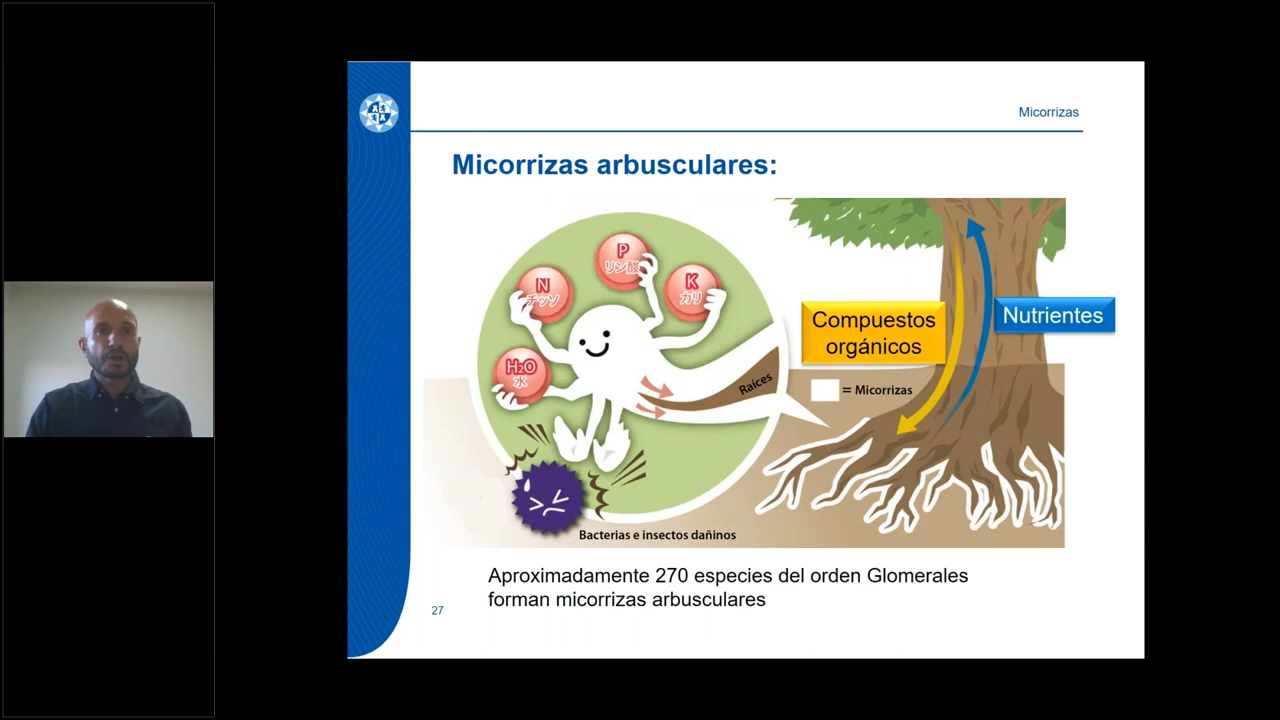 Micorrizas
Micorrizas arbusculares:
P
リン酸
N
チッソ
K
カリ
H₂O
水
Raíces
Compuestos
orgánicos
Nutrientes
= Micorrizas
Bacterias e insectos dañinos
Aproximadamente 270 especies del orden Glomerales
forman micorrizas arbusculares
27